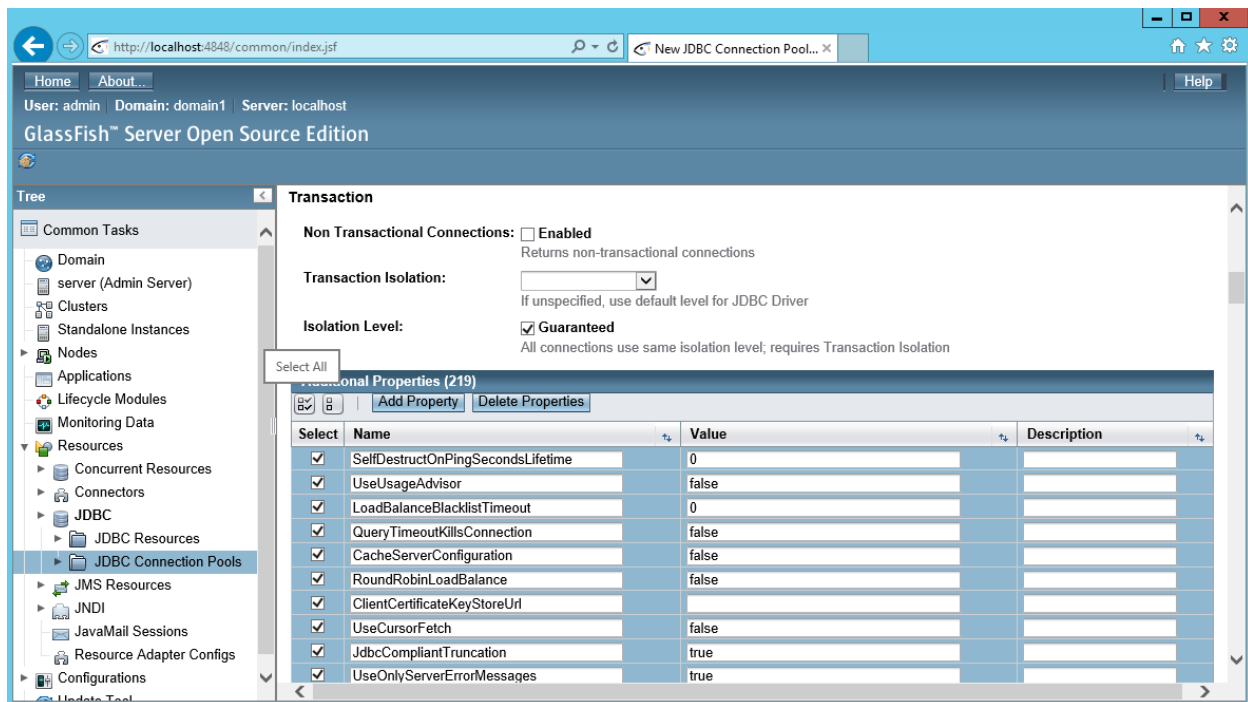 http://localhost:4848/common/index.jsf
New JDBC Connection Pool...
Home About...
Help
User: admin Domain: domain1 Server: localhost
GlassFish™ Server Open Source Edition
Tree
Common Tasks
Domain
server (Admin Server)
Clusters
Standalone Instances
Nodes
Applications
Lifecycle Modules
Monitoring Data
Resources
Concurrent Resources
Connectors
JDBC
JDBC Resources
JDBC Connection Pools
JMS Resources
JNDI
JavaMail Sessions
Resource Adapter Configs
Configurations
Update Tool
Transaction
Non Transactional Connections: Enabled
Returns non-transactional connections
Transaction Isolation:
If unspecified, use default level for JDBC Driver
Isolation Level: Guaranteed
All connections use same isolation level; requires Transaction Isolation
Select All
Additional Properties (219)
Add Property Delete Properties
Select Name Value Description
SelfDestructOnPingSecondsLifetime 0
UseUsageAdvisor false
LoadBalanceBlacklistTimeout 0
QueryTimeoutKillsConnection false
CacheServerConfiguration false
RoundRobinLoadBalance false
ClientCertificateKeyStoreUrl
UseCursorFetch false
JdbcCompliantTruncation true
UseOnlyServerErrorMessages true